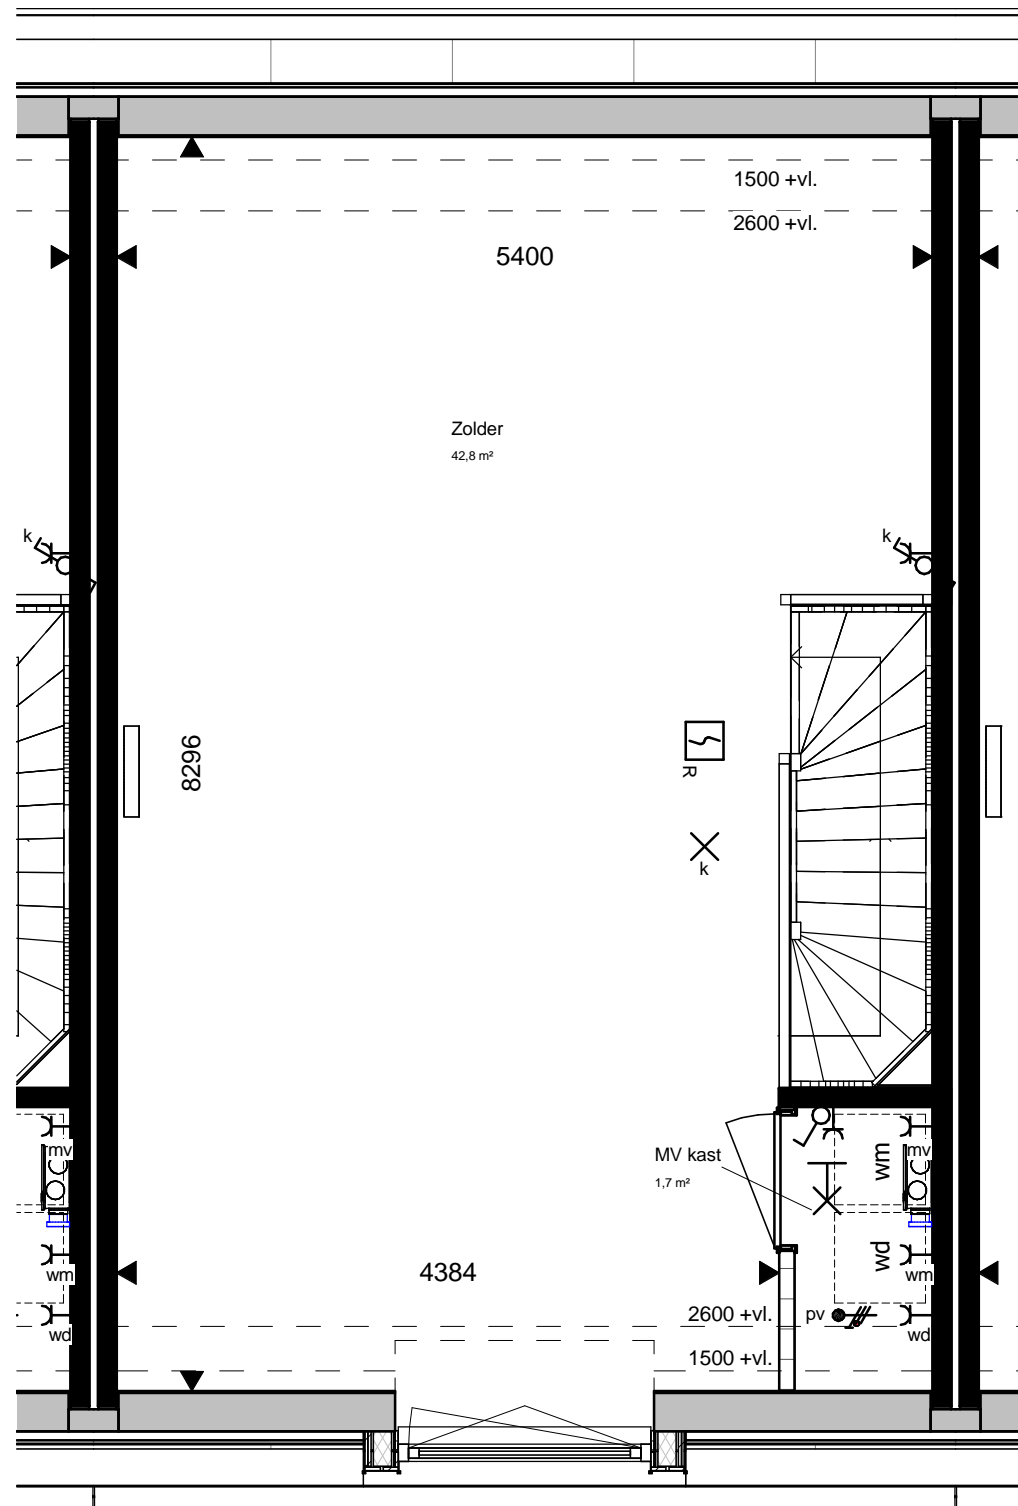 1500 +vl.
2600 +vl.
5400
Zolder
42,8 m²
k
k
8296
R
k
mv
wm
wd
MV kast
1,7 m²
wm
mv
wd
wm
4384
2600 +vl.
pv
wd
1500 +vl.